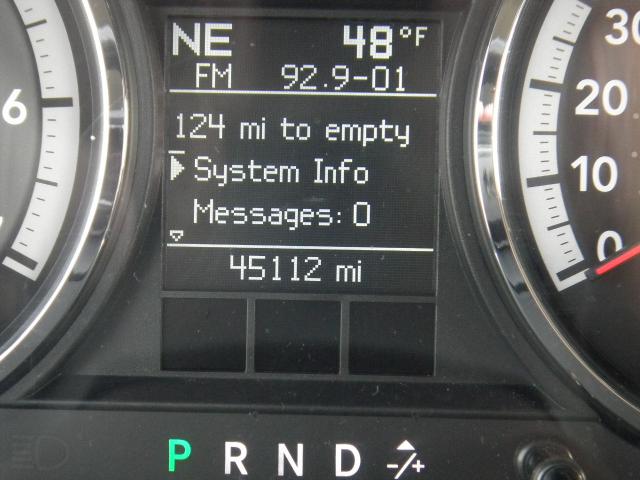 NE 48°F
FM 92.9-01
124 mi to empty
System Info
Messages: 0
45112 mi
6
30
20
10
0
P R N D -/+